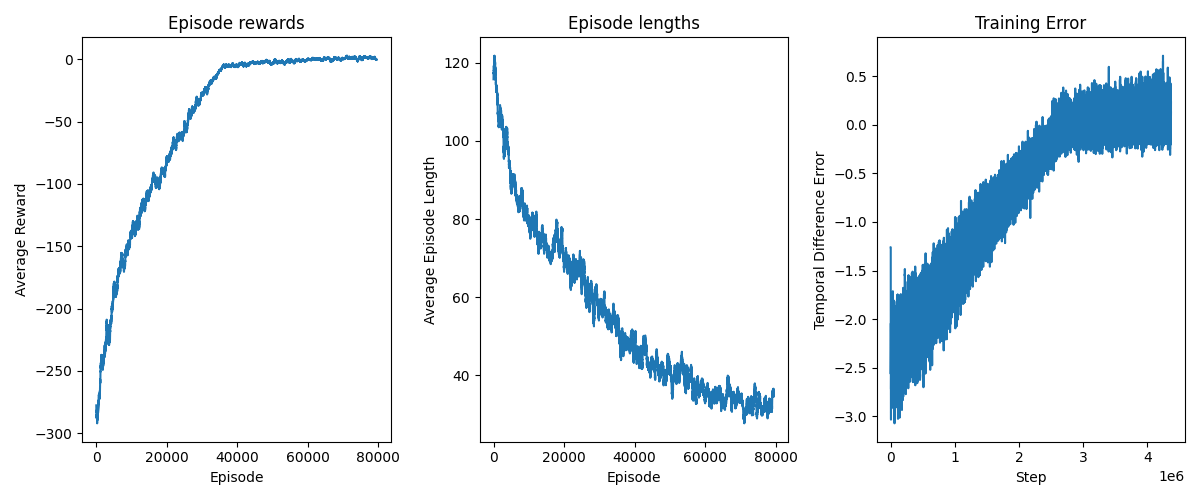 Episode rewards
0
−50
−100
−150
−200
−250
−300
Average Reward
0 20000 40000 60000 80000
Episode
Episode lengths
120
100
80
60
40
Average Episode Length
0 20000 40000 60000 80000
Episode
Training Error
0.5
0.0
−0.5
−1.0
−1.5
−2.0
−2.5
−3.0
Temporal Difference Error
0 1 2 3 4
1e6
Step